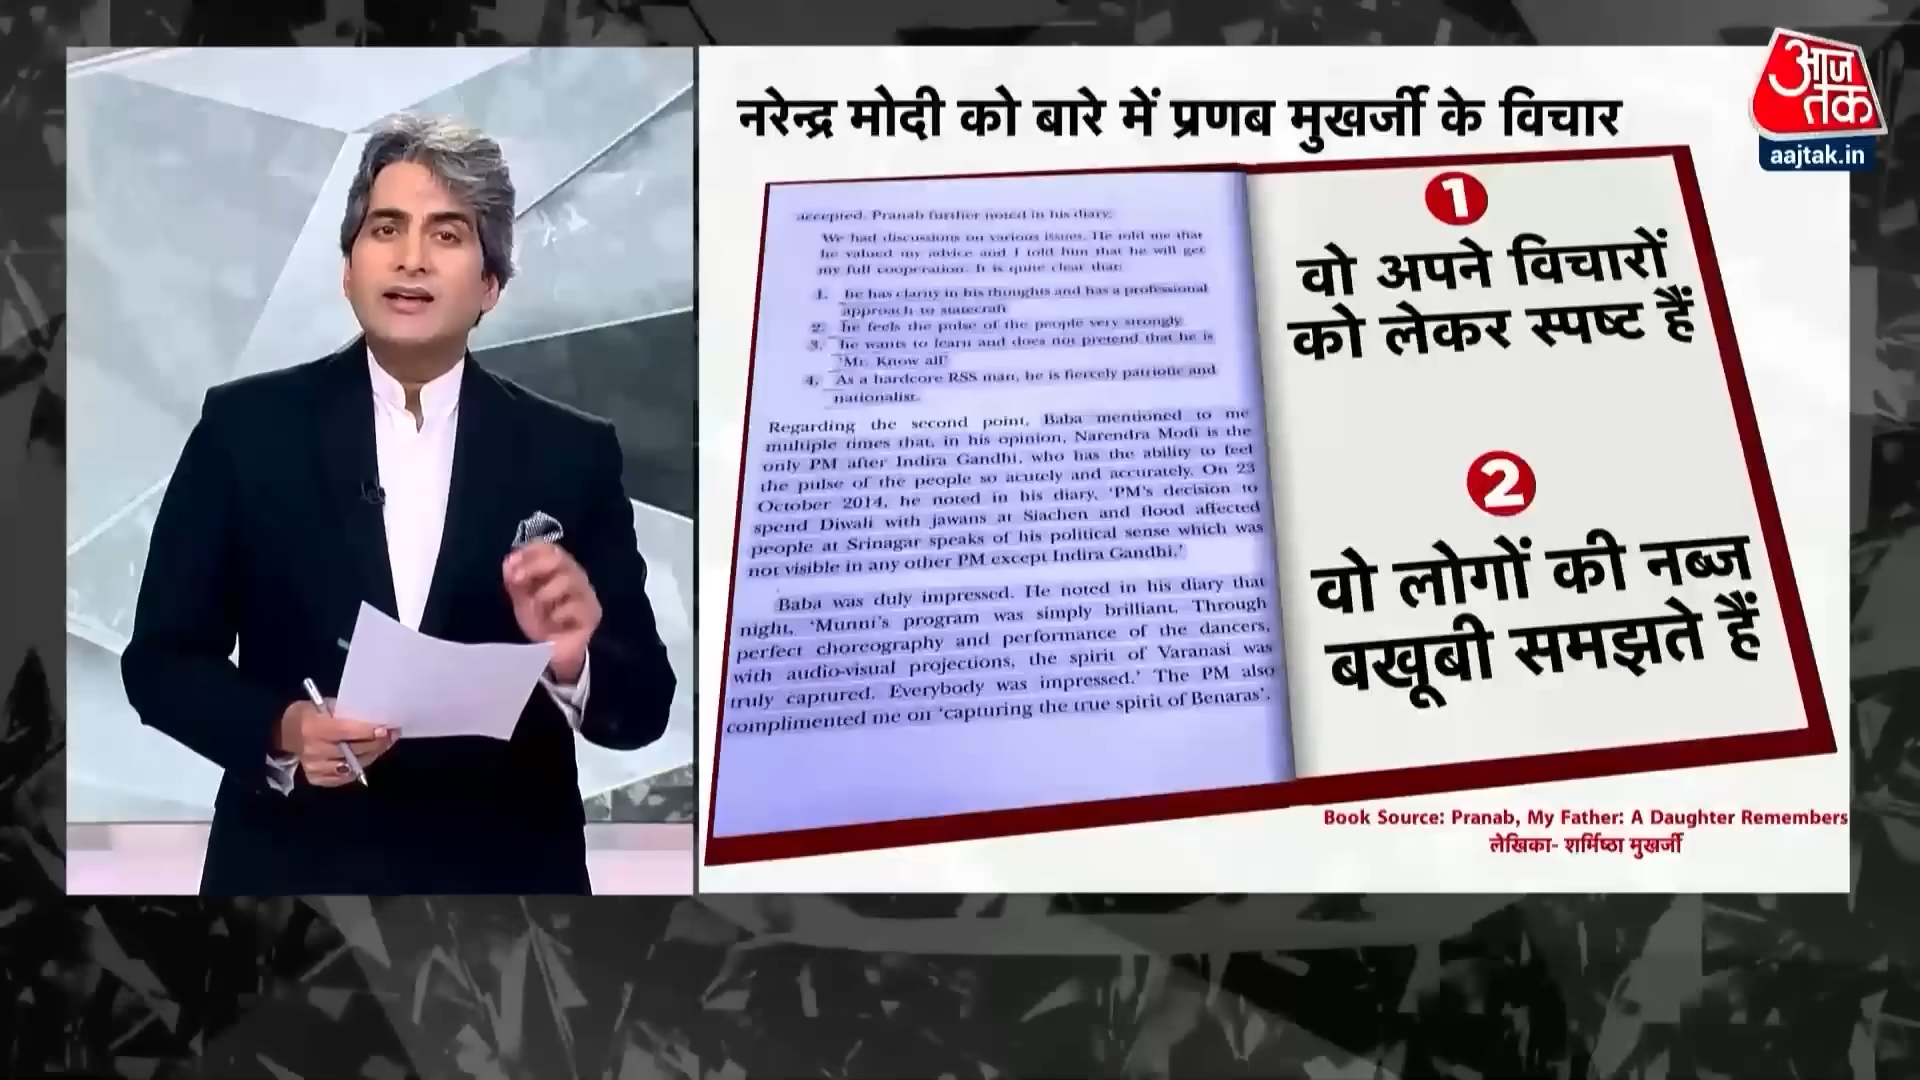 नरेन्द्र मोदी को बारे में प्रणब मुखर्जी के विचार
आज
तक
aajtak.in
accepted. Pranab further noted in his diary:
We had discussions on various issues. He told me that
he valued my advice and I told him that he will get
my full cooperation. It is quite clear that:
1. he has clarity in his thoughts and has a professional
approach to statecraft
2. he feels the pulse of the people very strongly
3. he wants to learn and does not pretend that he is
'Mr. Know all'
4. As a hardcore RSS man, he is fiercely patriotic and
nationalist.
Regarding the second point, Baba mentioned to me
multiple times that, in his opinion, Narendra Modi is the
only PM after Indira Gandhi, who has the ability to feel
the pulse of the people so acutely and accurately. On 23
October 2014, he noted in his diary, 'PM's decision to
spend Diwali with jawans at Siachen and flood affected
people at Srinagar speaks of his political sense which was
not visible in any other PM except Indira Gandhi.'
Baba was duly impressed. He noted in his diary that
night, 'Munni's program was simply brilliant. Through
perfect choreography and performance of the dancers,
with audio-visual projections, the spirit of Varanasi was
truly captured. Everybody was impressed.' The PM also
complimented me on 'capturing the true spirit of Benaras'.
1
वो अपने विचारों
को लेकर स्पष्ट हैं
2
वो लोगों की नब्ज
बखूबी समझते हैं
Book Source: Pranab, My Father: A Daughter Remembers
लेखिका- शर्मिष्ठा मुखर्जी